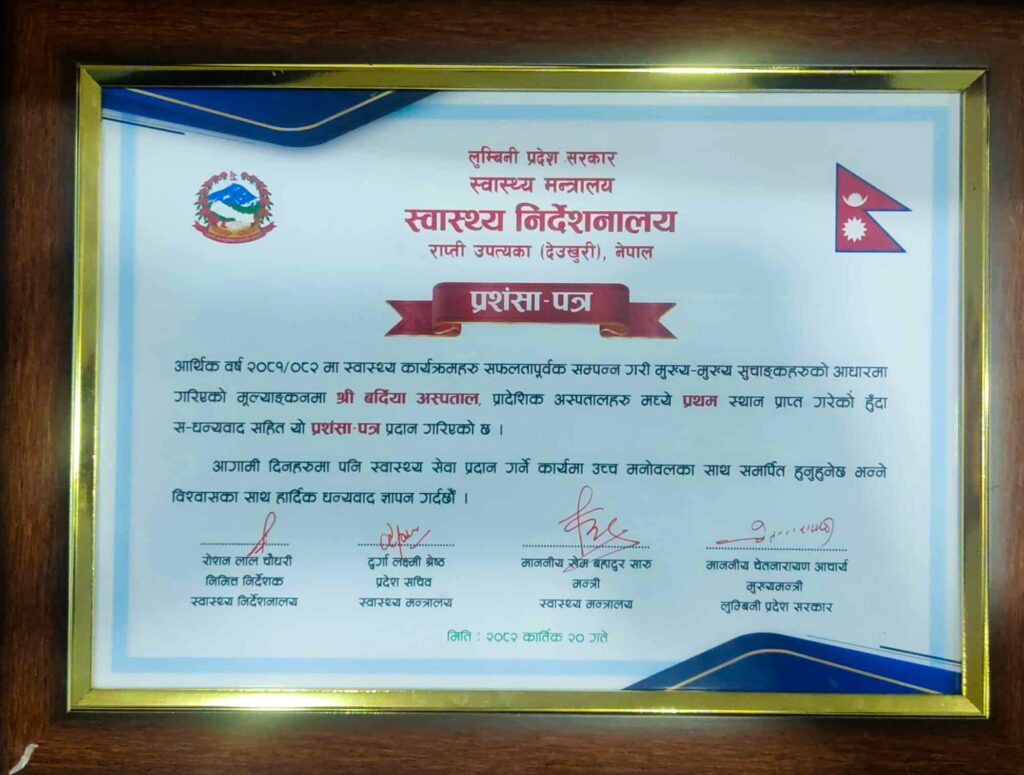 लुम्बिनी प्रदेश सरकार
स्वास्थ्य मन्त्रालय
स्वास्थ्य निर्देशनालय
राप्ती उपत्यका (देउखुरी), नेपाल
प्रशंसा-पत्र
आर्थिक वर्ष २०८१/०८२ मा स्वास्थ्य कार्यक्रमहरु सफलतापूर्वक सम्पन्न गरी मुख्य-मुख्य सुचाङ्कहरुको आधारमा
गरिएको मूल्याङ्कनमा श्री बर्दिया अस्पताल, प्रादेशिक अस्पतालहरु मध्ये प्रथम स्थान प्राप्त गरेकोे हुँदा
स-धन्यवाद सहित यो प्रशंसा-पत्र प्रदान गरिएको छ ।
आगामी दिनहरुमा पनि स्वास्थ्य सेवा प्रदान गर्ने कार्यमा उच्च मनोवलका साथ समर्पित हुनुहुनेछ भन्ने
विश्वासका साथ हार्दिक धन्यवाद ज्ञापन गर्दछौं ।
रोशन लाल चौधरी
निमित्त निर्देशक
स्वास्थ्य निर्देशनालय
दुर्गा लक्ष्मी श्रेष्ठ
प्रदेश सचिव
स्वास्थ्य मन्त्रालय
माननीय खेम बहादुर सारु
मन्त्री
स्वास्थ्य मन्त्रालय
माननीय चेतनारायण आचार्य
मुख्यमन्त्री
लुम्बिनी प्रदेश सरकार
मिति : २०८२ कार्तिक २० गते